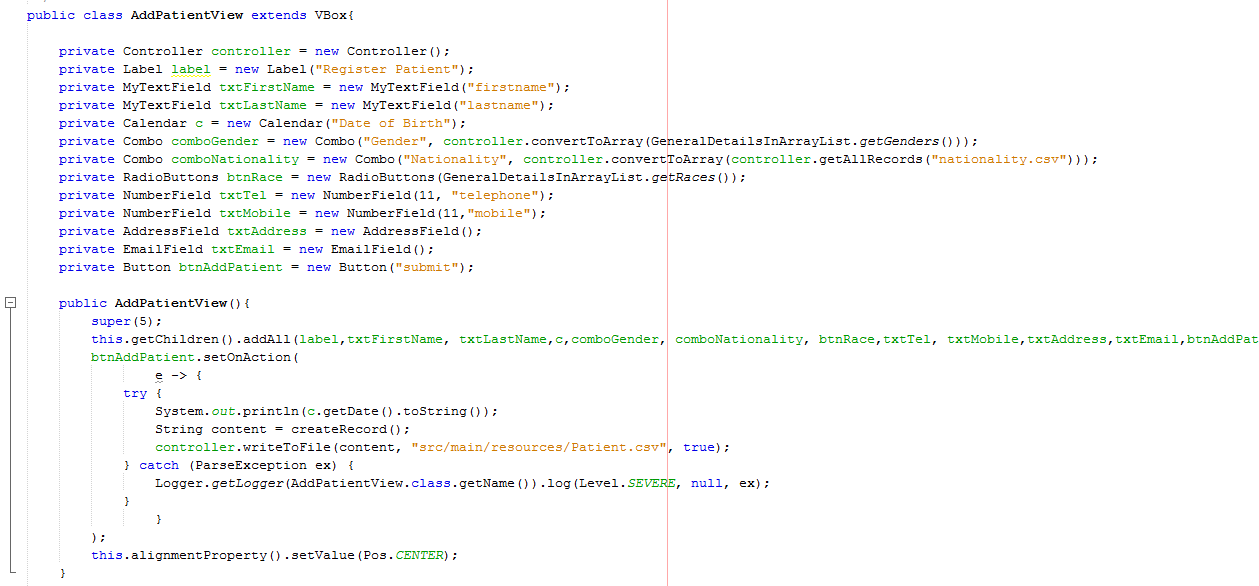 public class AddPatientView extends VBox{
private Controller controller = new Controller();
private Label label = new Label("Register Patient");
private MyTextField txtFirstName = new MyTextField("firstname");
private MyTextField txtLastName = new MyTextField("lastname");
private Calendar c = new Calendar("Date of Birth");
private Combo comboGender = new Combo("Gender", controller.convertToArray(GeneralDetailsInArrayList.getGenders()));
private Combo comboNationality = new Combo("Nationality", controller.convertToArray(controller.getAllRecords("nationality.csv")));
private RadioButtons btnRace = new RadioButtons(GeneralDetailsInArrayList.getRaces());
private NumberField txtTel = new NumberField(11, "telephone");
private NumberField txtMobile = new NumberField(11,"mobile");
private AddressField txtAddress = new AddressField();
private EmailField txtEmail = new EmailField();
private Button btnAddPatient = new Button("submit");
public AddPatientView(){
super(5);
this.getChildren().addAll(label,txtFirstName, txtLastName,c,comboGender, comboNationality, btnRace,txtTel, txtMobile,txtAddress,txtEmail,btnAddPat
btnAddPatient.setOnAction(
e -> {
try {
System.out.println(c.getDate().toString());
String content = createRecord();
controller.writeToFile(content, "src/main/resources/Patient.csv", true);
} catch (ParseException ex) {
Logger.getLogger(AddPatientView.class.getName()).log(Level.SEVERE, null, ex);
}
}
);
this.alignmentProperty().setValue(Pos.CENTER);
}